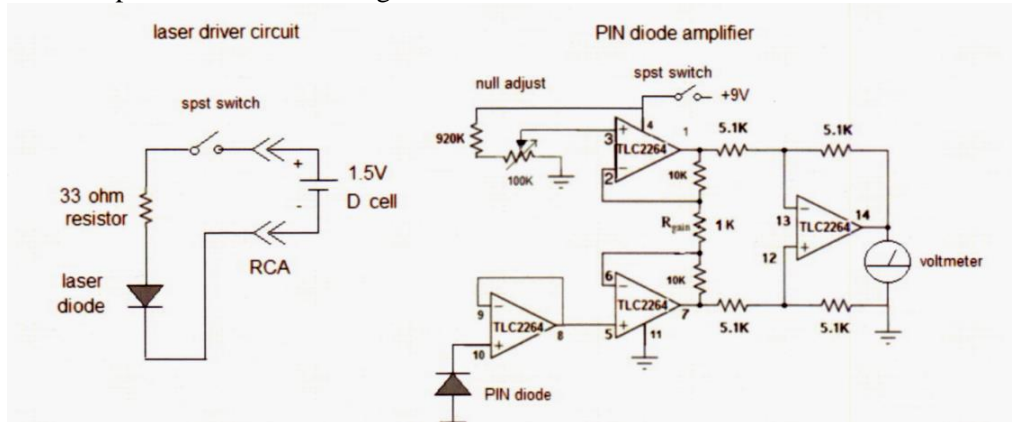 laser driver circuit
spst switch
+
1.5V
D cell
-
33 ohm
resistor
laser
diode
RCA
PIN diode amplifier
null adjust
spst switch
+9V
920K
100K
3
+
4
1
TLC2264
2
-
5.1K
5.1K
10K
Rgain
1 K
10K
13
-
14
TLC2264
12
+
voltmeter
6
-
TLC2264
7
5
+
11
5.1K
5.1K
9
-
TLC2264
8
10
+
PIN diode